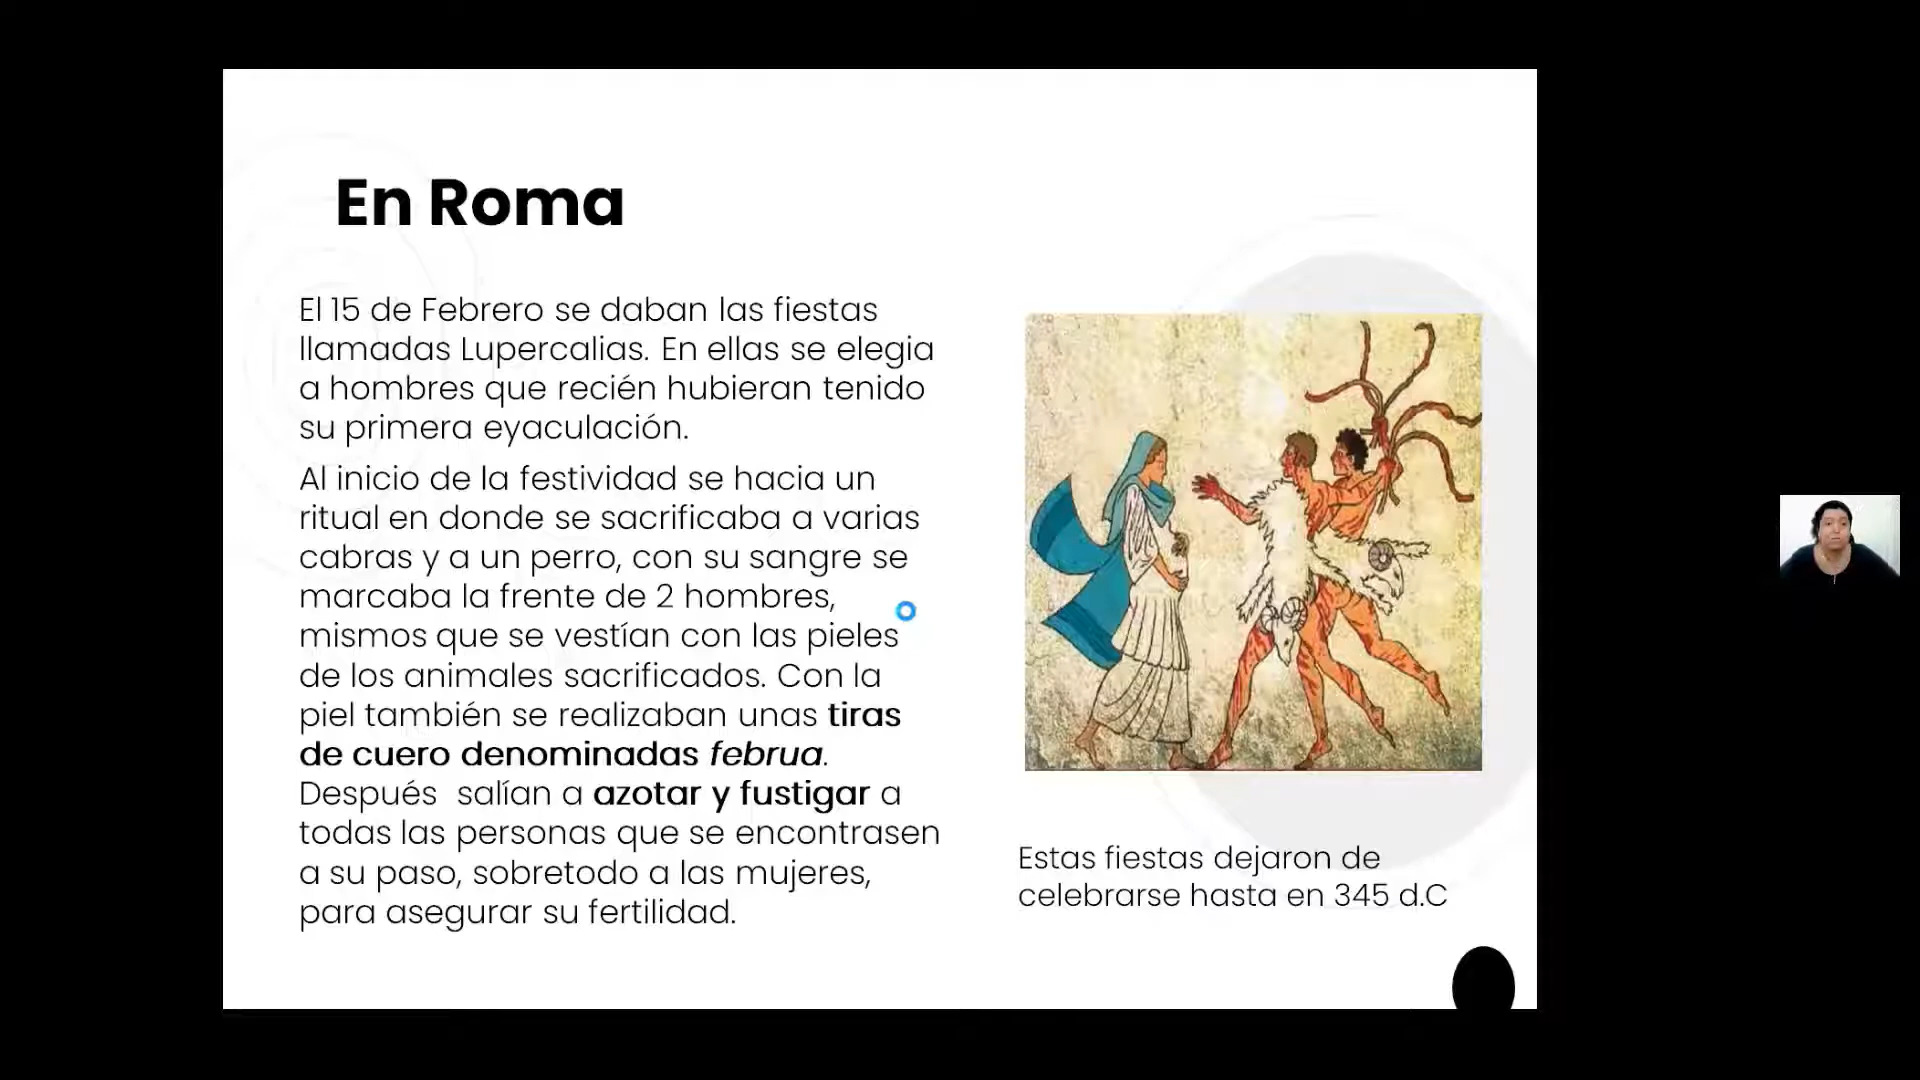 En Roma
El 15 de Febrero se daban las fiestas
llamadas Lupercalias. En ellas se elegia
a hombres que recién hubieran tenido
su primera eyaculación.
Al inicio de la festividad se hacia un
ritual en donde se sacrificaba a varias
cabras y a un perro, con su sangre se
marcaba la frente de 2 hombres,
mismos que se vestían con las pieles
de los animales sacrificados. Con la
piel también se realizaban unas tiras
de cuero denominadas februa.
Después salían a azotar y fustigar a
todas las personas que se encontrasen
a su paso, sobretodo a las mujeres,
para asegurar su fertilidad.
Estas fiestas dejaron de
celebrarse hasta en 345 d.C